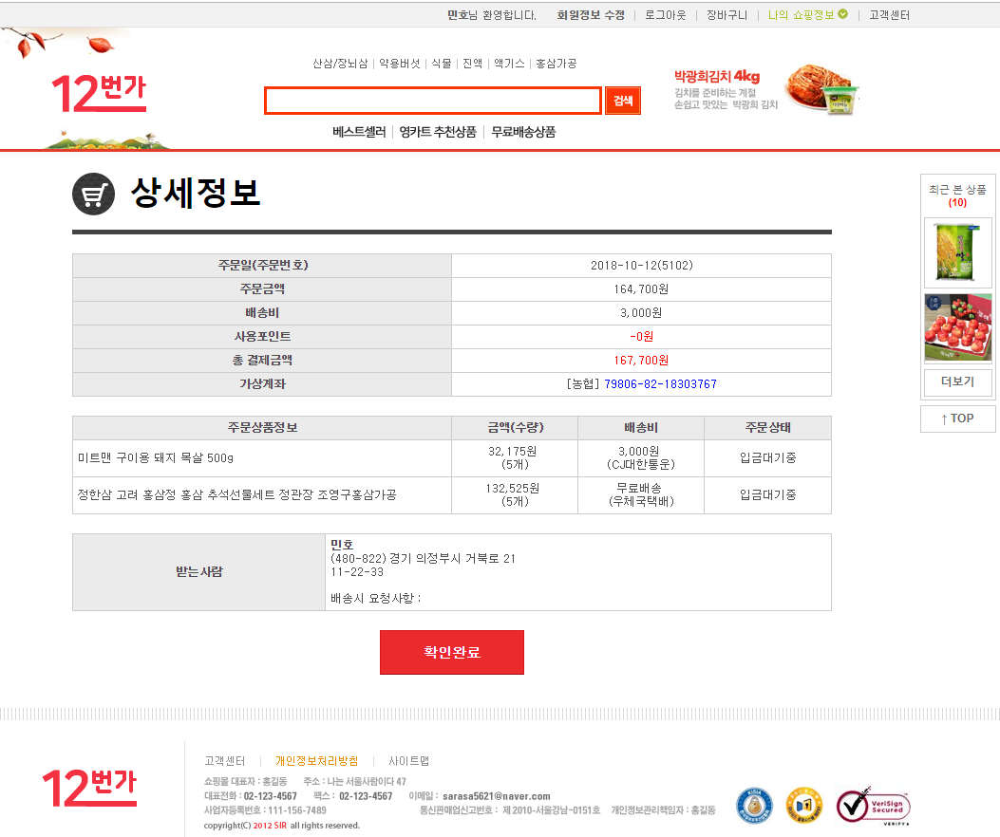 민호님 환영합니다. 회원정보 수정 | 로그아웃 | 장바구니 | 나의 쇼핑정보 | 고객센터
12번가
산삼/장뇌삼 | 약용버섯 | 식물 | 진액 | 액기스 | 홍삼가공
검색
베스트셀러 | 영카트 추천상품 | 무료배송상품
박광희김치 4kg
김치를 준비하는 계절
손쉽고 맛있는 박광희 김치
상세정보
최근 본 상품
(10)
더보기
↑ TOP
주문일(주문번호) 2018-10-12(5102)
주문금액 164,700원
배송비 3,000원
사용포인트 -0원
총 결제금액 167,700원
가상계좌 [농협] 79806-82-18303767
주문상품정보 금액(수량) 배송비 주문상태
미트맨 구이용 돼지 목살 500g 32,175원 (5개) 3,000원 (CJ대한통운) 입금대기중
정한삼 고려 홍삼정 홍삼 추석선물세트 정관장 조영구홍삼가공 132,525원 (5개) 무료배송 (우체국택배) 입금대기중
받는사람
민호
(480-822) 경기 의정부시 거북로 21
11-22-33
배송시 요청사항 :
확인완료
12번가
고객센터 | 개인정보처리방침 | 사이트맵
쇼핑몰 대표자 : 홍길동 주소 : 나는 서울사람이다 47
대표전화 : 02-123-4567 팩스 : 02-123-4567 이메일 : sarasa5621@naver.com
사업자등록번호 : 111-156-7489 통신판매업신고번호 : 제 2010-서울강남-0151호 개인정보관리책임자 : 홍길동
copyright(C) 2012 SIR all rights reserved.
KISIA
VeriSign
Secured
VERIFY